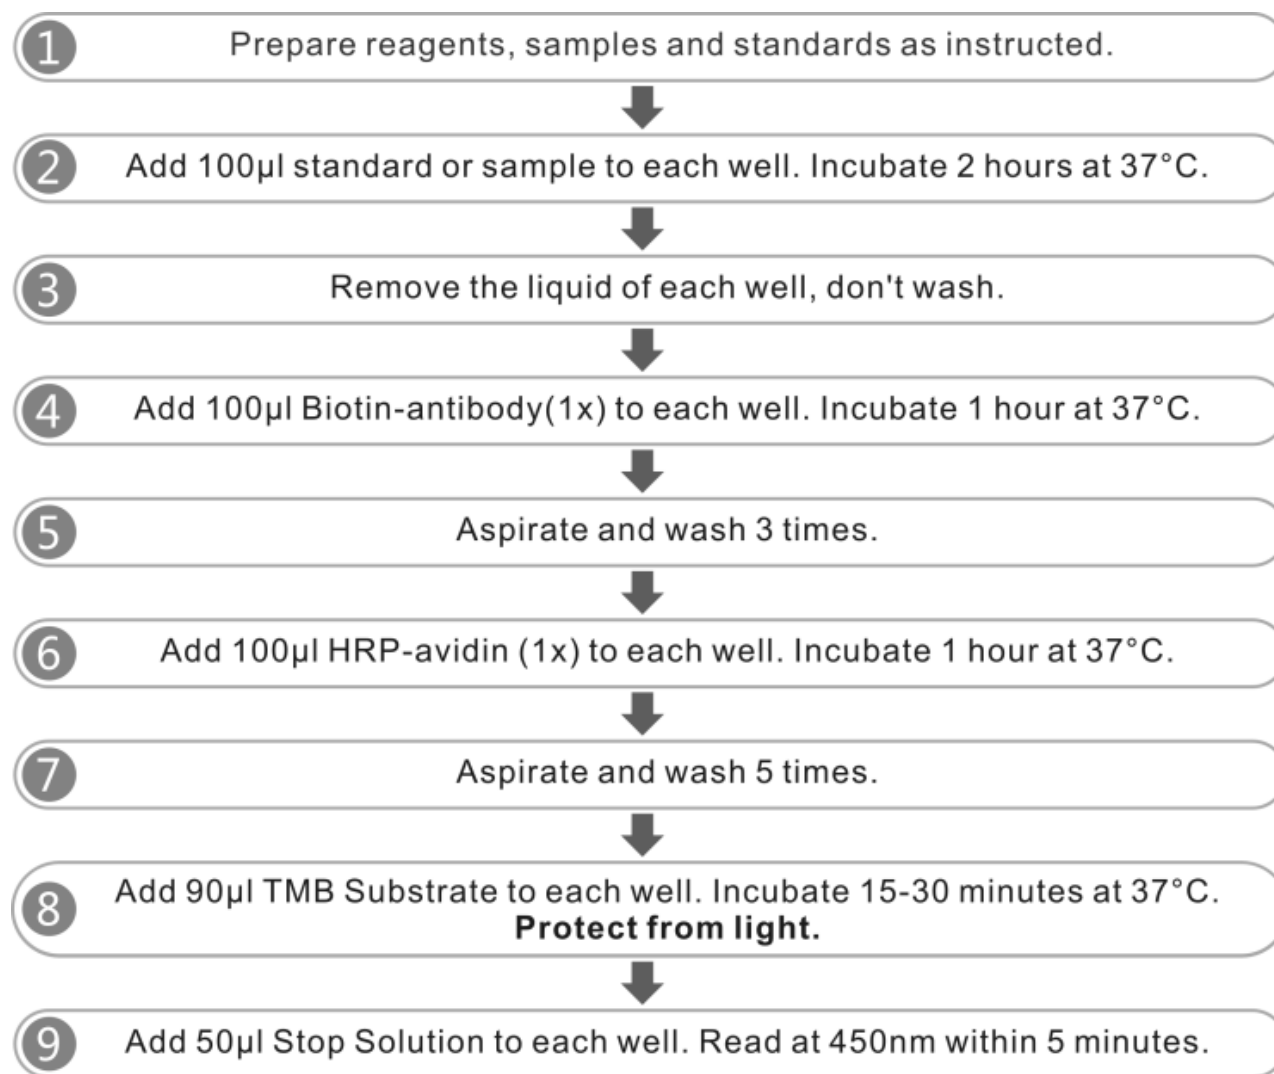 1 Prepare reagents, samples and standards as instructed.
2 Add 100μl standard or sample to each well. Incubate 2 hours at 37°C.
3 Remove the liquid of each well, don't wash.
4 Add 100μl Biotin-antibody(1x) to each well. Incubate 1 hour at 37°C.
5 Aspirate and wash 3 times.
6 Add 100μl HRP-avidin (1x) to each well. Incubate 1 hour at 37°C.
7 Aspirate and wash 5 times.
8 Add 90μl TMB Substrate to each well. Incubate 15-30 minutes at 37°C.
Protect from light.
9 Add 50μl Stop Solution to each well. Read at 450nm within 5 minutes.